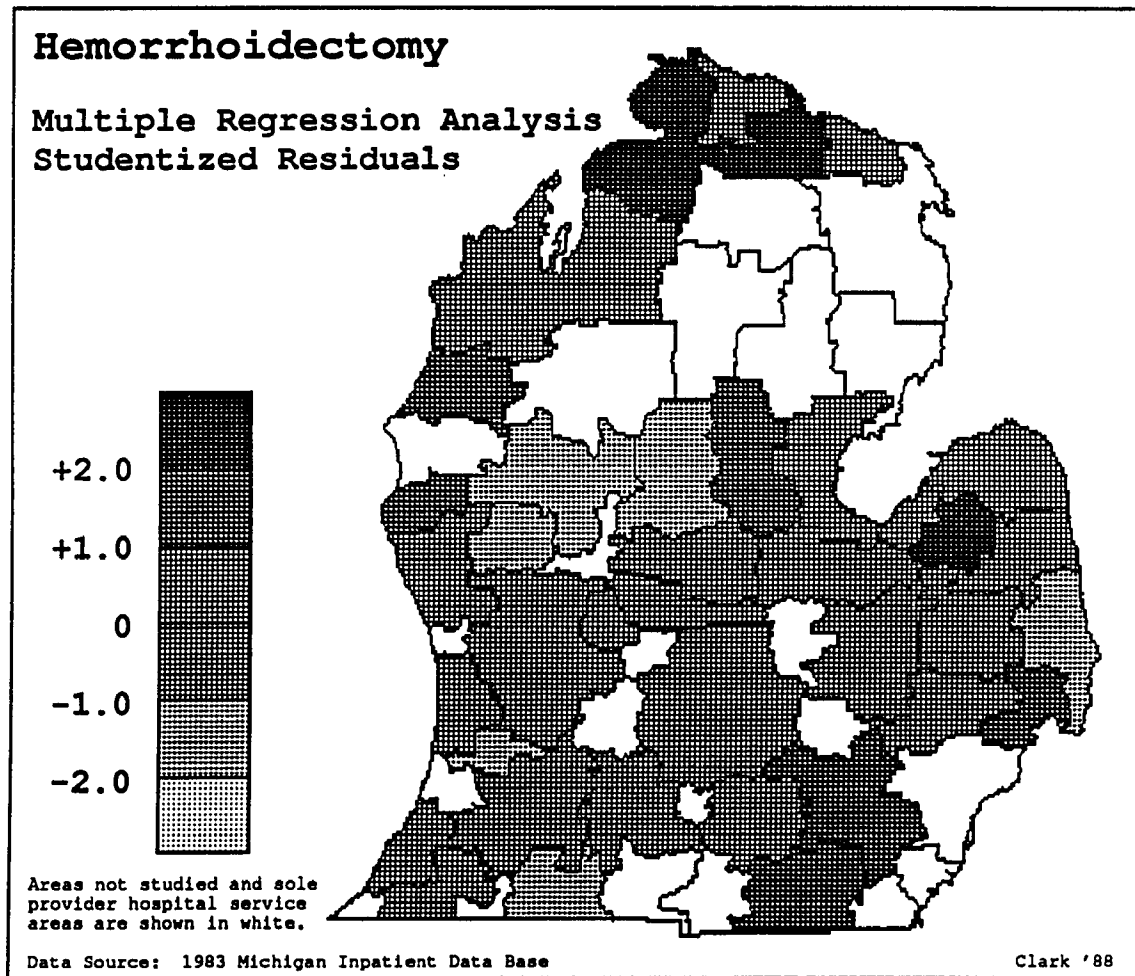 Hemorrhoidectomy
Multiple Regression Analysis
Studentized Residuals
+2.0
+1.0
0
-1.0
-2.0
Areas not studied and sole
provider hospital service
areas are shown in white.
Data Source: 1983 Michigan Inpatient Data Base
Clark '88